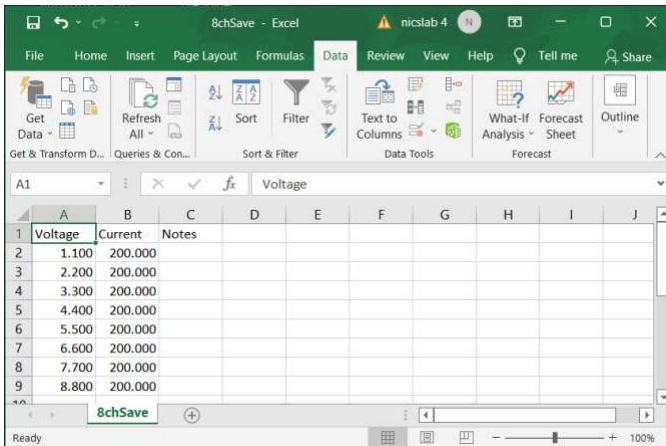 8chSave - Excel
nicslab 4
N
File Home Insert Page Layout Formulas Data Review View Help Tell me Share
Get Data
Refresh All
Sort
Filter
Text to Columns
What-If Analysis
Forecast Sheet
Outline
Get & Transform D...
Queries & Con...
Sort & Filter
Data Tools
Forecast
A1 fx Voltage
A B C D E F G H I J
1 Voltage Current Notes
2 1.100 200.000
3 2.200 200.000
4 3.300 200.000
5 4.400 200.000
6 5.500 200.000
7 6.600 200.000
8 7.700 200.000
9 8.800 200.000
8chSave
Ready 100%